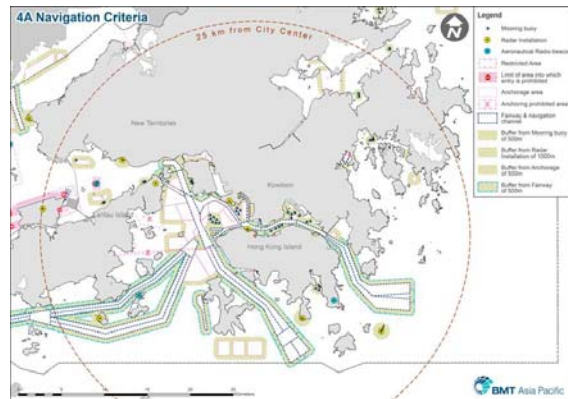 4A Navigation Criteria
25 km from City Center
N
Legend
Mooring buoy
Radar Installation
Aeronautical Radio beacon
Restricted Area
Limit of area into which
entry is prohibited
Anchorage area
Anchoring prohibited area
Fairway & navigation
channel
Buffer from Mooring buoy
of 500m
Buffer from Radar
Installation of 1000m
Buffer from Anchorage
of 500m
Buffer from Fairway
of 500m
New Territories
Kowloon
Lantau Island
Hong Kong Island
BMT Asia Pacific